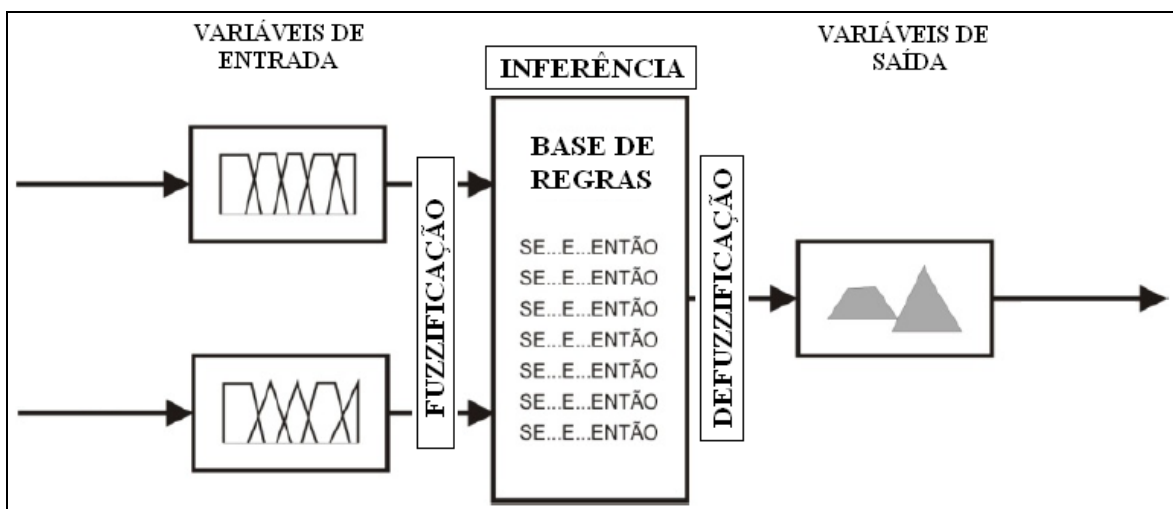 VARIÁVEIS DE
ENTRADA
FUZZIFICAÇÃO
INFERÊNCIA
BASE DE
REGRAS
SE...E...ENTÃO
SE...E...ENTÃO
SE...E...ENTÃO
SE...E...ENTÃO
SE...E...ENTÃO
SE...E...ENTÃO
SE...E...ENTÃO
DEFUZZIFICAÇÃO
VARIÁVEIS DE
SAÍDA